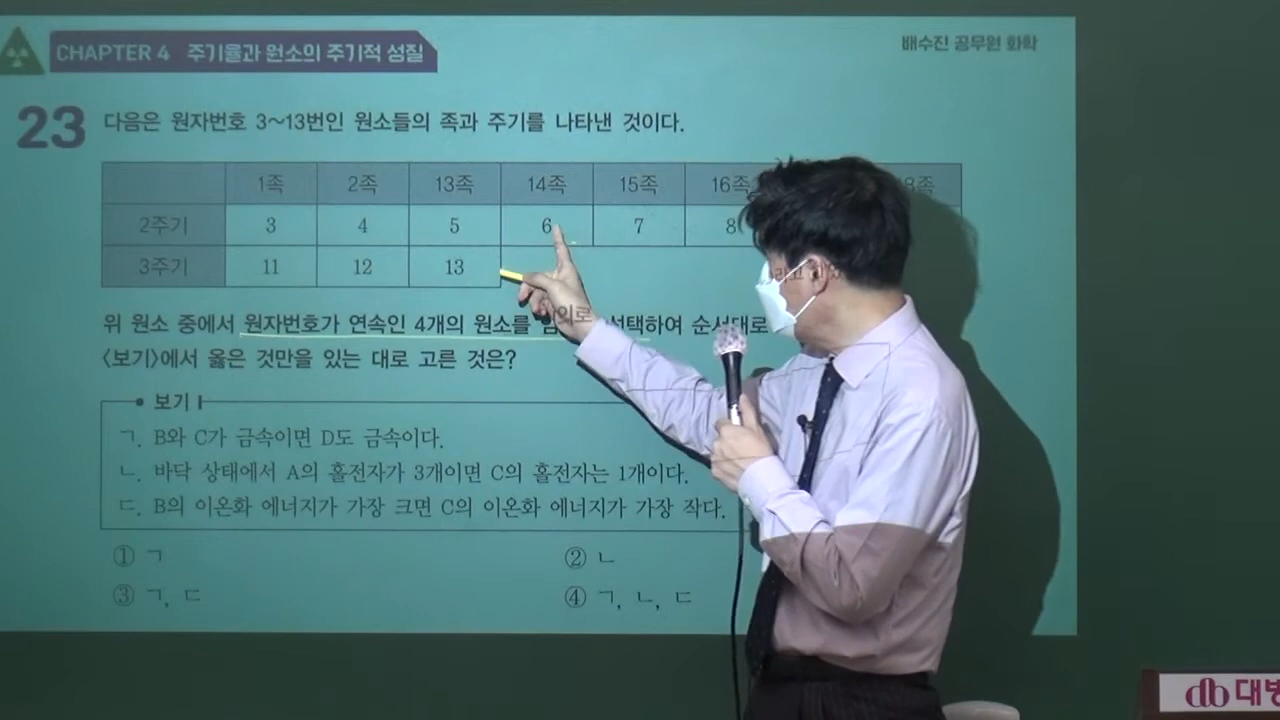 CHAPTER 4 주기율과 원소의 주기적 성질
배수진 공무원 화학
23 다음은 원자번호 3~13번인 원소들의 족과 주기를 나타낸 것이다.
1족 2족 13족 14족 15족 16족 18족
2주기 3 4 5 6 7 8
3주기 11 12 13
위 원소 중에서 원자번호가 연속인 4개의 원소를 선택하여 순서대로
<보기>에서 옳은 것만을 있는 대로 고른 것은?
보기
ㄱ. B와 C가 금속이면 D도 금속이다.
ㄴ. 바닥 상태에서 A의 홀전자가 3개이면 C의 홀전자는 1개이다.
ㄷ. B의 이온화 에너지가 가장 크면 C의 이온화 에너지가 가장 작다.
① ㄱ ② ㄴ
③ ㄱ, ㄷ ④ ㄱ, ㄴ, ㄷ
db 대방